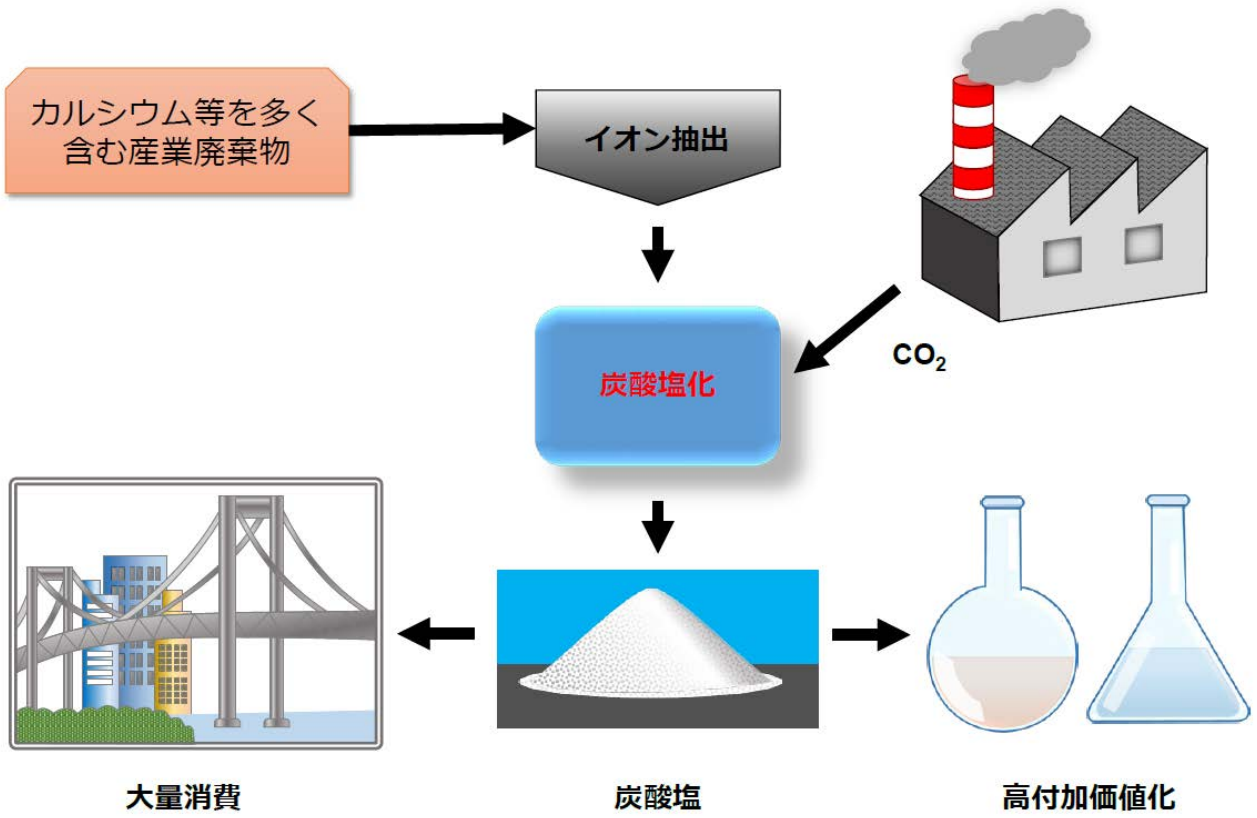 カルシウム等を多く
含む産業廃棄物
イオン抽出
CO₂
炭酸塩化
大量消費
炭酸塩
高付加価値化